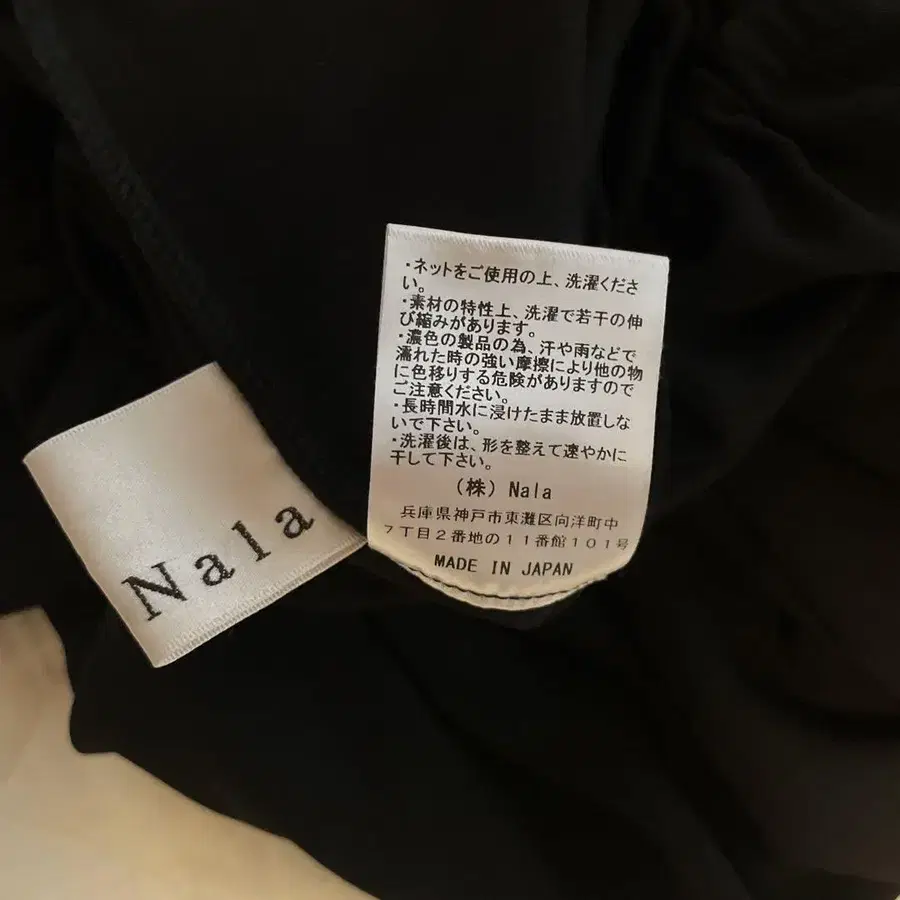 ・ネットをご使用の上、洗濯くださ
い。
・素材の特性上、洗濯で若干の伸
び縮みがあります。
・濃色の製品の為、汗や雨などで
濡れた時の強い摩擦により他の物
に色移りする危険がありますので
ご注意ください。
・長時間水に浸けたまま放置しな
いで下さい。
・洗濯後は、形を整えて速やかに
干して下さい。
(株) Nala
兵庫県神戸市東灘区向洋町中
7丁目2番地の11番館101号
MADE IN JAPAN
Nala